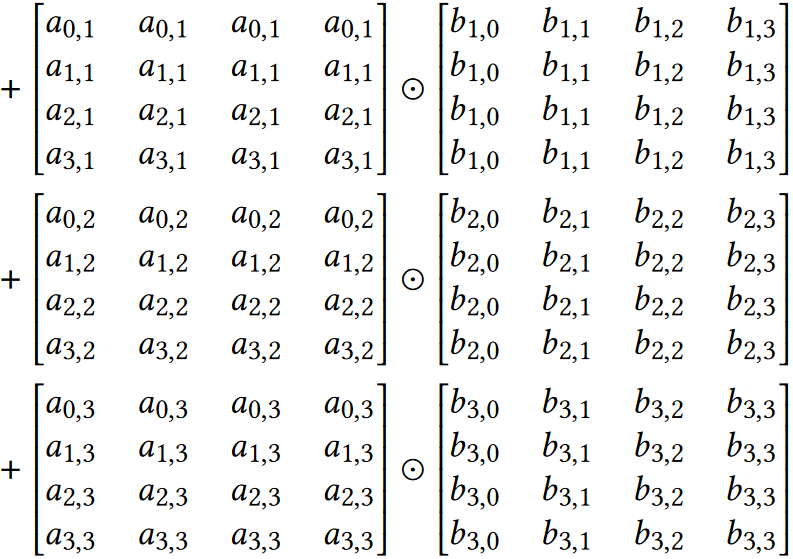 + [a0,1 a0,1 a0,1 a0,1] ⊙ [b1,0 b1,1 b1,2 b1,3]
a1,1 a1,1 a1,1 a1,1 b1,0 b1,1 b1,2 b1,3
a2,1 a2,1 a2,1 a2,1 b1,0 b1,1 b1,2 b1,3
a3,1 a3,1 a3,1 a3,1 b1,0 b1,1 b1,2 b1,3
+ [a0,2 a0,2 a0,2 a0,2] ⊙ [b2,0 b2,1 b2,2 b2,3]
a1,2 a1,2 a1,2 a1,2 b2,0 b2,1 b2,2 b2,3
a2,2 a2,2 a2,2 a2,2 b2,0 b2,1 b2,2 b2,3
a3,2 a3,2 a3,2 a3,2 b2,0 b2,1 b2,2 b2,3
+ [a0,3 a0,3 a0,3 a0,3] ⊙ [b3,0 b3,1 b3,2 b3,3]
a1,3 a1,3 a1,3 a1,3 b3,0 b3,1 b3,2 b3,3
a2,3 a2,3 a2,3 a2,3 b3,0 b3,1 b3,2 b3,3
a3,3 a3,3 a3,3 a3,3 b3,0 b3,1 b3,2 b3,3